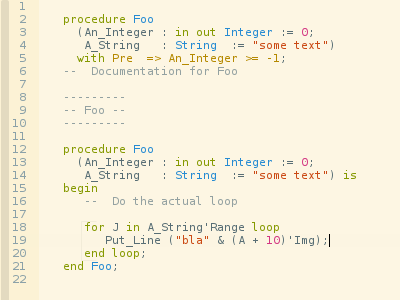 1
2 procedure Foo
3 (An_Integer : in out Integer := 0;
4 A_String : String := "some text")
5 with Pre => An_Integer >= -1;
6 -- Documentation for Foo
7
8 ---------
9 -- Foo --
10 ---------
11
12 procedure Foo
13 (An_Integer : in out Integer := 0;
14 A_String : String := "some text") is
15 begin
16 -- Do the actual loop
17
18 for J in A_String'Range loop
19 Put_Line ("bla" & (A + 10)'Img);
20 end loop;
21 end Foo;
22